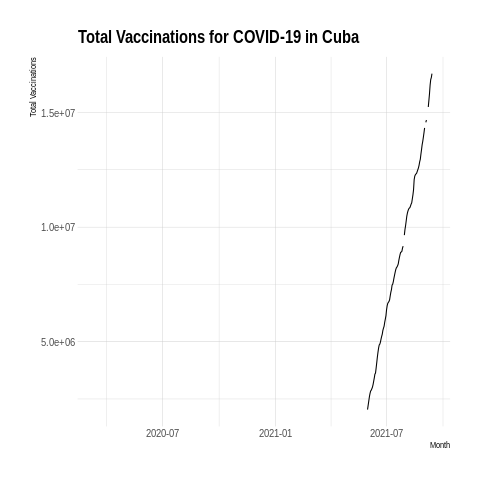 Total Vaccinations for COVID-19 in Cuba
Total Vaccinations
1.5e+07
1.0e+07
5.0e+06
2020-07 2021-01 2021-07
Month